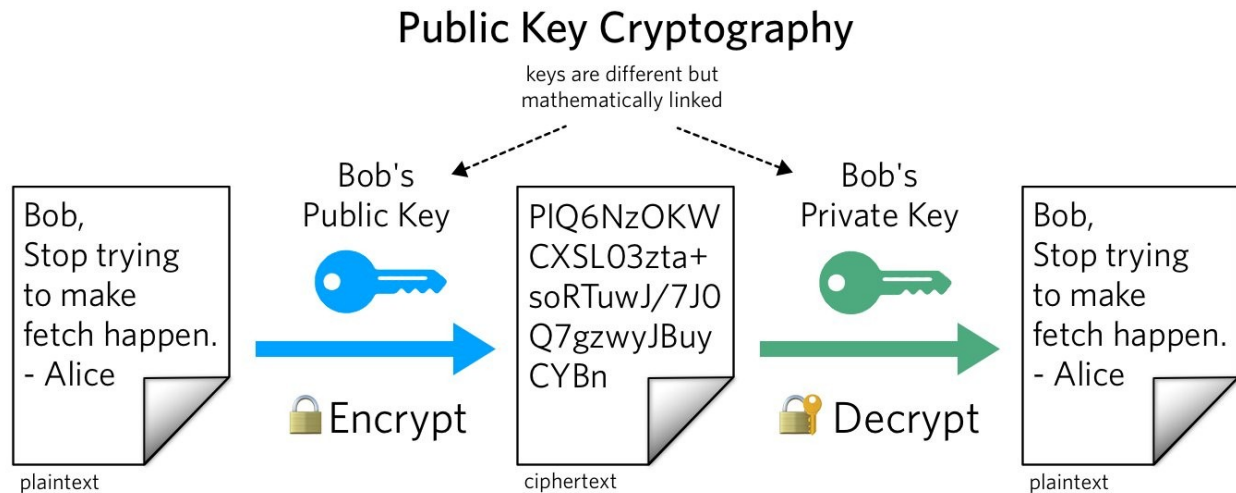 Public Key Cryptography
keys are different but
mathematically linked
Bob,
Stop trying
to make
fetch happen.
- Alice
plaintext
Bob's
Public Key
Encrypt
PlQ6NzOKW
CXSL03zta+
soRTuwJ/7J0
Q7gzwyJBuy
CYBn
ciphertext
Bob's
Private Key
Decrypt
Bob,
Stop trying
to make
fetch happen.
- Alice
plaintext